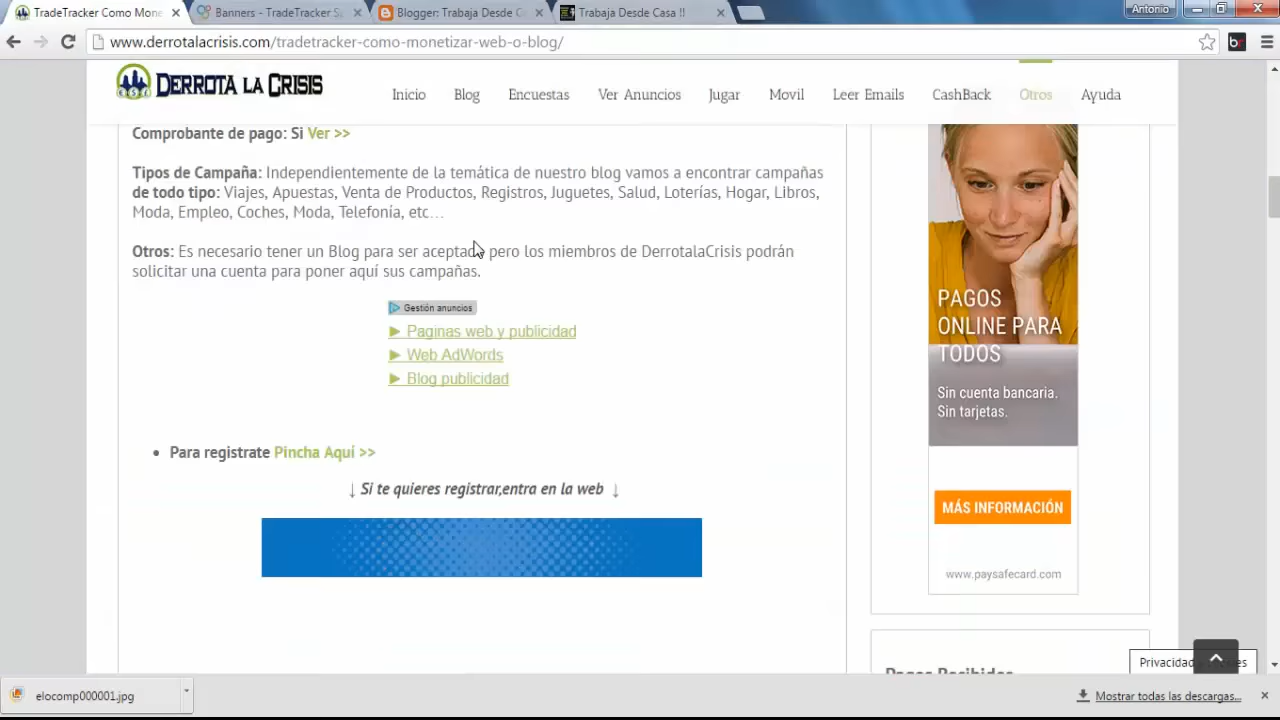 TradeTracker Como Mone
Banners - TradeTracker S
Blogger: Trabaja Desde
Trabaja Desde Casa !!
Antonio
www.derrotalacrisis.com/tradetracker-como-monetizar-web-o-blog/
DERROTA LA CRISIS
Inicio
Blog
Encuestas
Ver Anuncios
Jugar
Movil
Leer Emails
CashBack
Otros
Ayuda
Comprobante de pago: Si Ver >>
Tipos de Campaña: Independientemente de la temática de nuestro blog vamos a encontrar campañas
de todo tipo: Viajes, Apuestas, Venta de Productos, Registros, Juguetes, Salud, Loterías, Hogar, Libros,
Moda, Empleo, Coches, Moda, Telefonía, etc...
Otros: Es necesario tener un Blog para ser aceptado pero los miembros de DerrotalaCrisis podrán
solicitar una cuenta para poner aquí sus campañas.
Gestión anuncios
► Paginas web y publicidad
► Web AdWords
► Blog publicidad
• Para registrate Pincha Aquí >>
↓ Si te quieres registrar,entra en la web ↓
PAGOS
ONLINE PARA
TODOS
Sin cuenta bancaria.
Sin tarjetas.
MÁS INFORMACIÓN
www.paysafecard.com
Pagos Recibidos
Privacidad
elocomp000001.jpg
Mostrar todas las descargas...